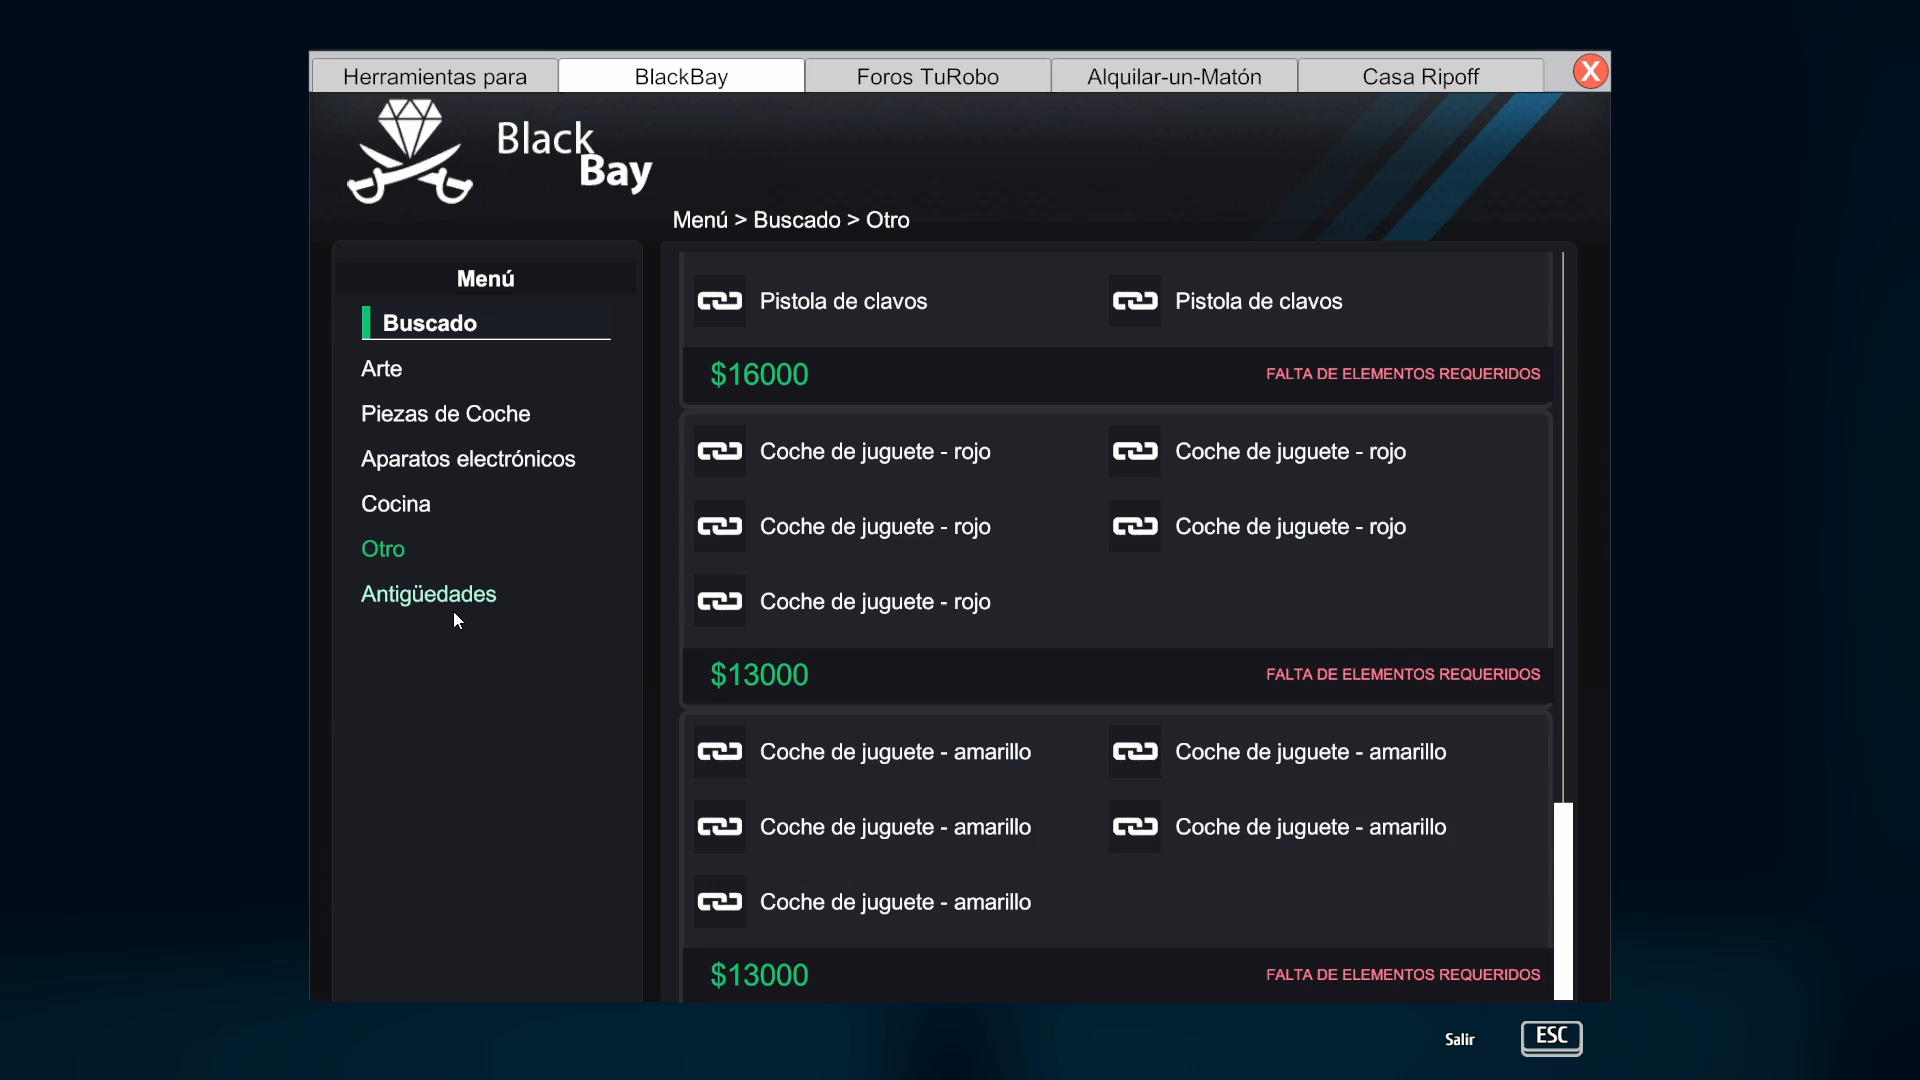 Herramientas para
BlackBay
Foros TuRobo
Alquilar-un-Matón
Casa Ripoff
X
Black
Bay
Menú > Buscado > Otro
Menú
Buscado
Arte
Piezas de Coche
Aparatos electrónicos
Cocina
Otro
Antigüedades
Pistola de clavos
Pistola de clavos
$16000
FALTA DE ELEMENTOS REQUERIDOS
Coche de juguete - rojo
Coche de juguete - rojo
Coche de juguete - rojo
Coche de juguete - rojo
Coche de juguete - rojo
$13000
FALTA DE ELEMENTOS REQUERIDOS
Coche de juguete - amarillo
Coche de juguete - amarillo
Coche de juguete - amarillo
Coche de juguete - amarillo
Coche de juguete - amarillo
$13000
FALTA DE ELEMENTOS REQUERIDOS
Salir
ESC